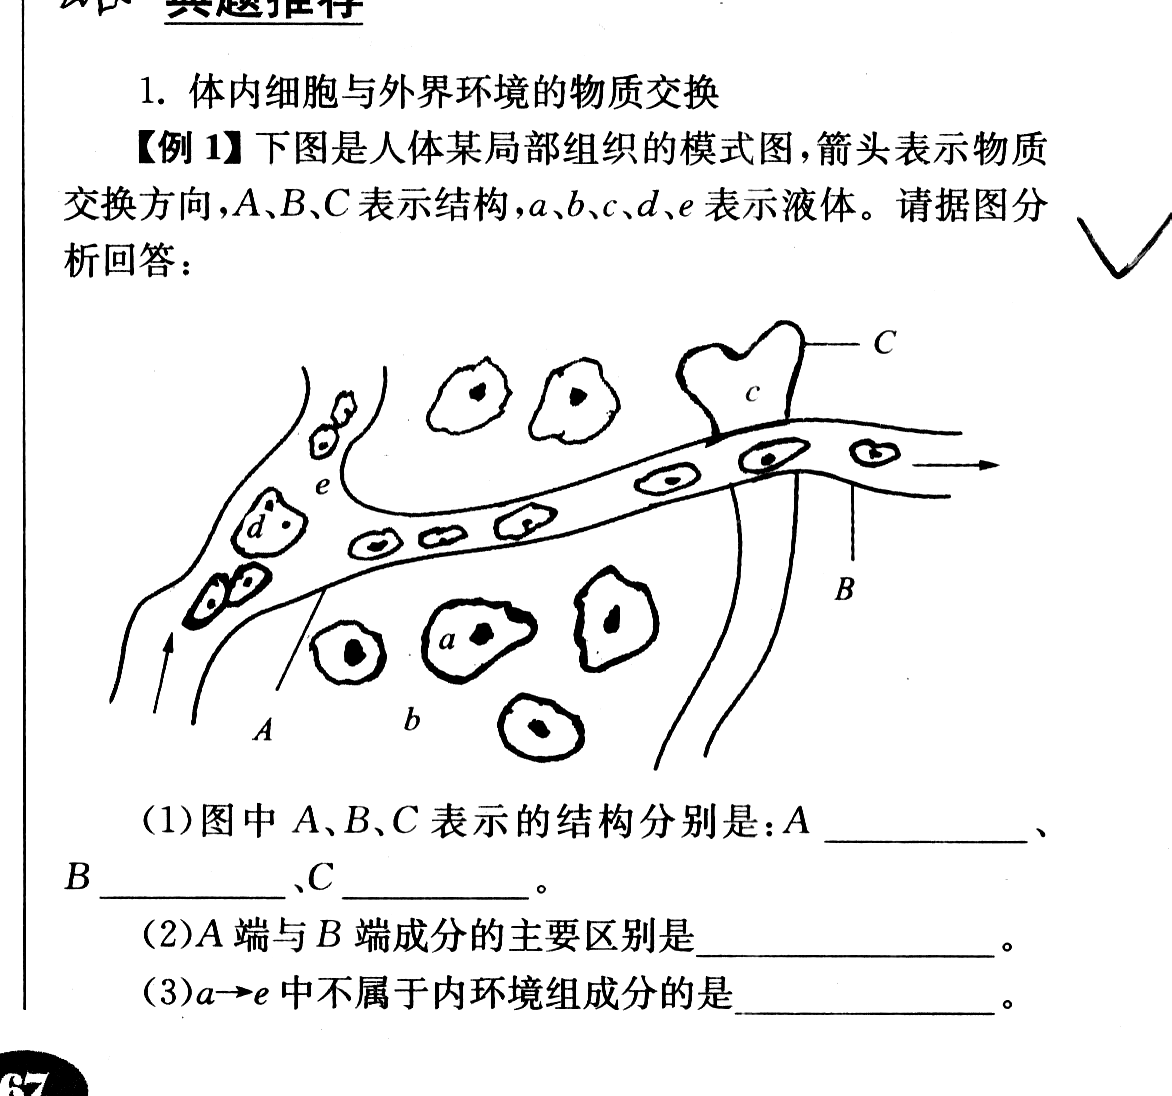 典题推荐
1. 体内细胞与外界环境的物质交换
【例 1】下图是人体某局部组织的模式图,箭头表示物质
交换方向,A、B、C 表示结构,a、b、c、d、e 表示液体。请据图分
析回答:
C
c
e
d
B
a
b
A
(1)图中 A、B、C 表示的结构分别是:A ________、
B ________、C ________。
(2)A 端与 B 端成分的主要区别是________。
(3)a→e 中不属于内环境组成分的是________。
67